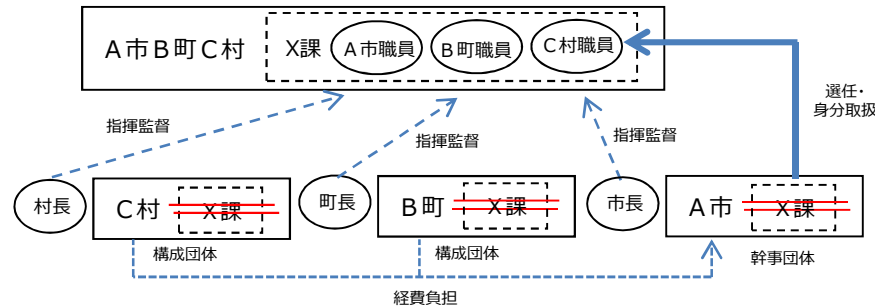 A市B町C村
X課
A市職員
B町職員
C村職員
選任・
身分取扱
指揮監督
指揮監督
指揮監督
村長
C村
X課
町長
B町
X課
市長
A市
X課
構成団体
構成団体
幹事団体
経費負担